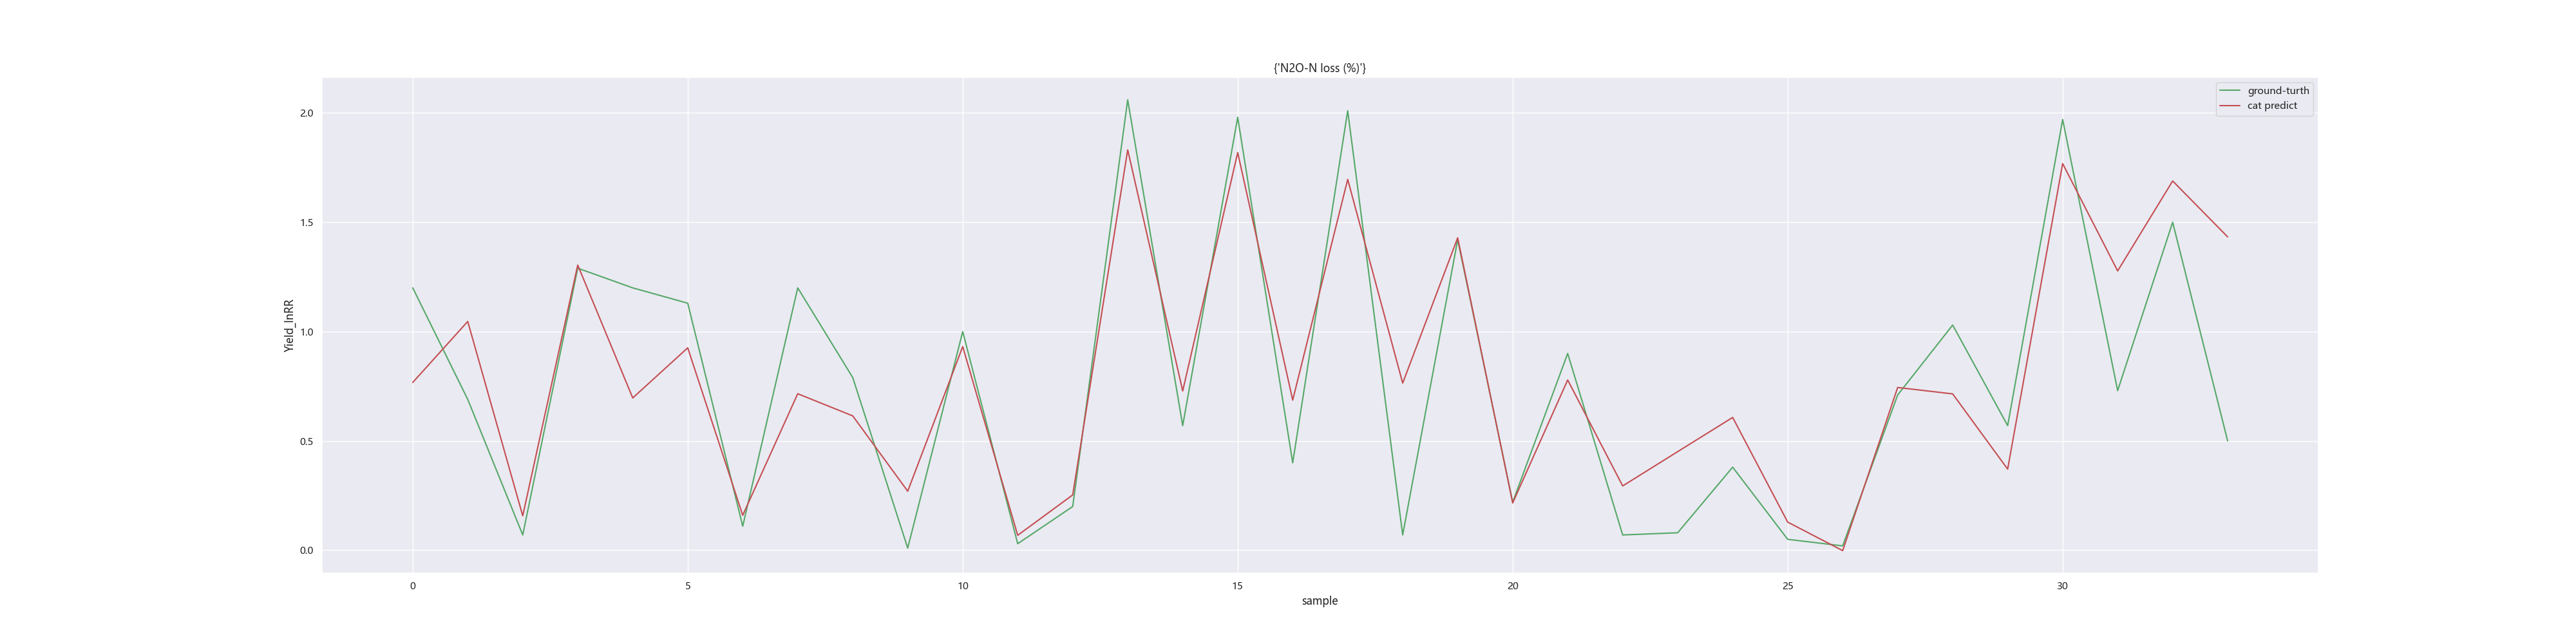 {'N2O-N loss (%)'}
ground-turth
cat predict
Yield_lnRR
2.0
1.5
1.0
0.5
0.0
0 5 10 15 20 25 30
sample